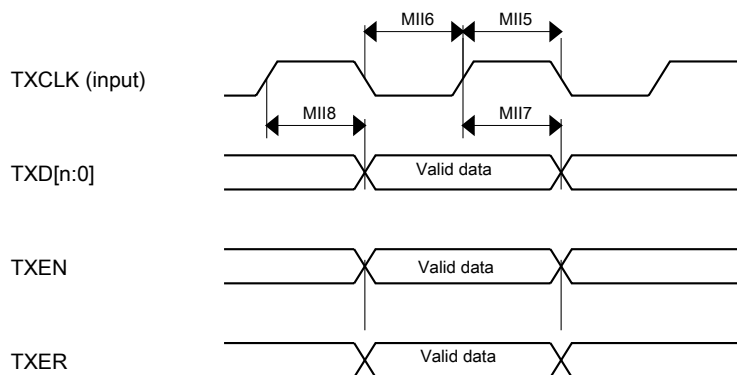 MII6 MII5
TXCLK (input)
MII8 MII7
TXD[n:0] Valid data
TXEN Valid data
TXER Valid data